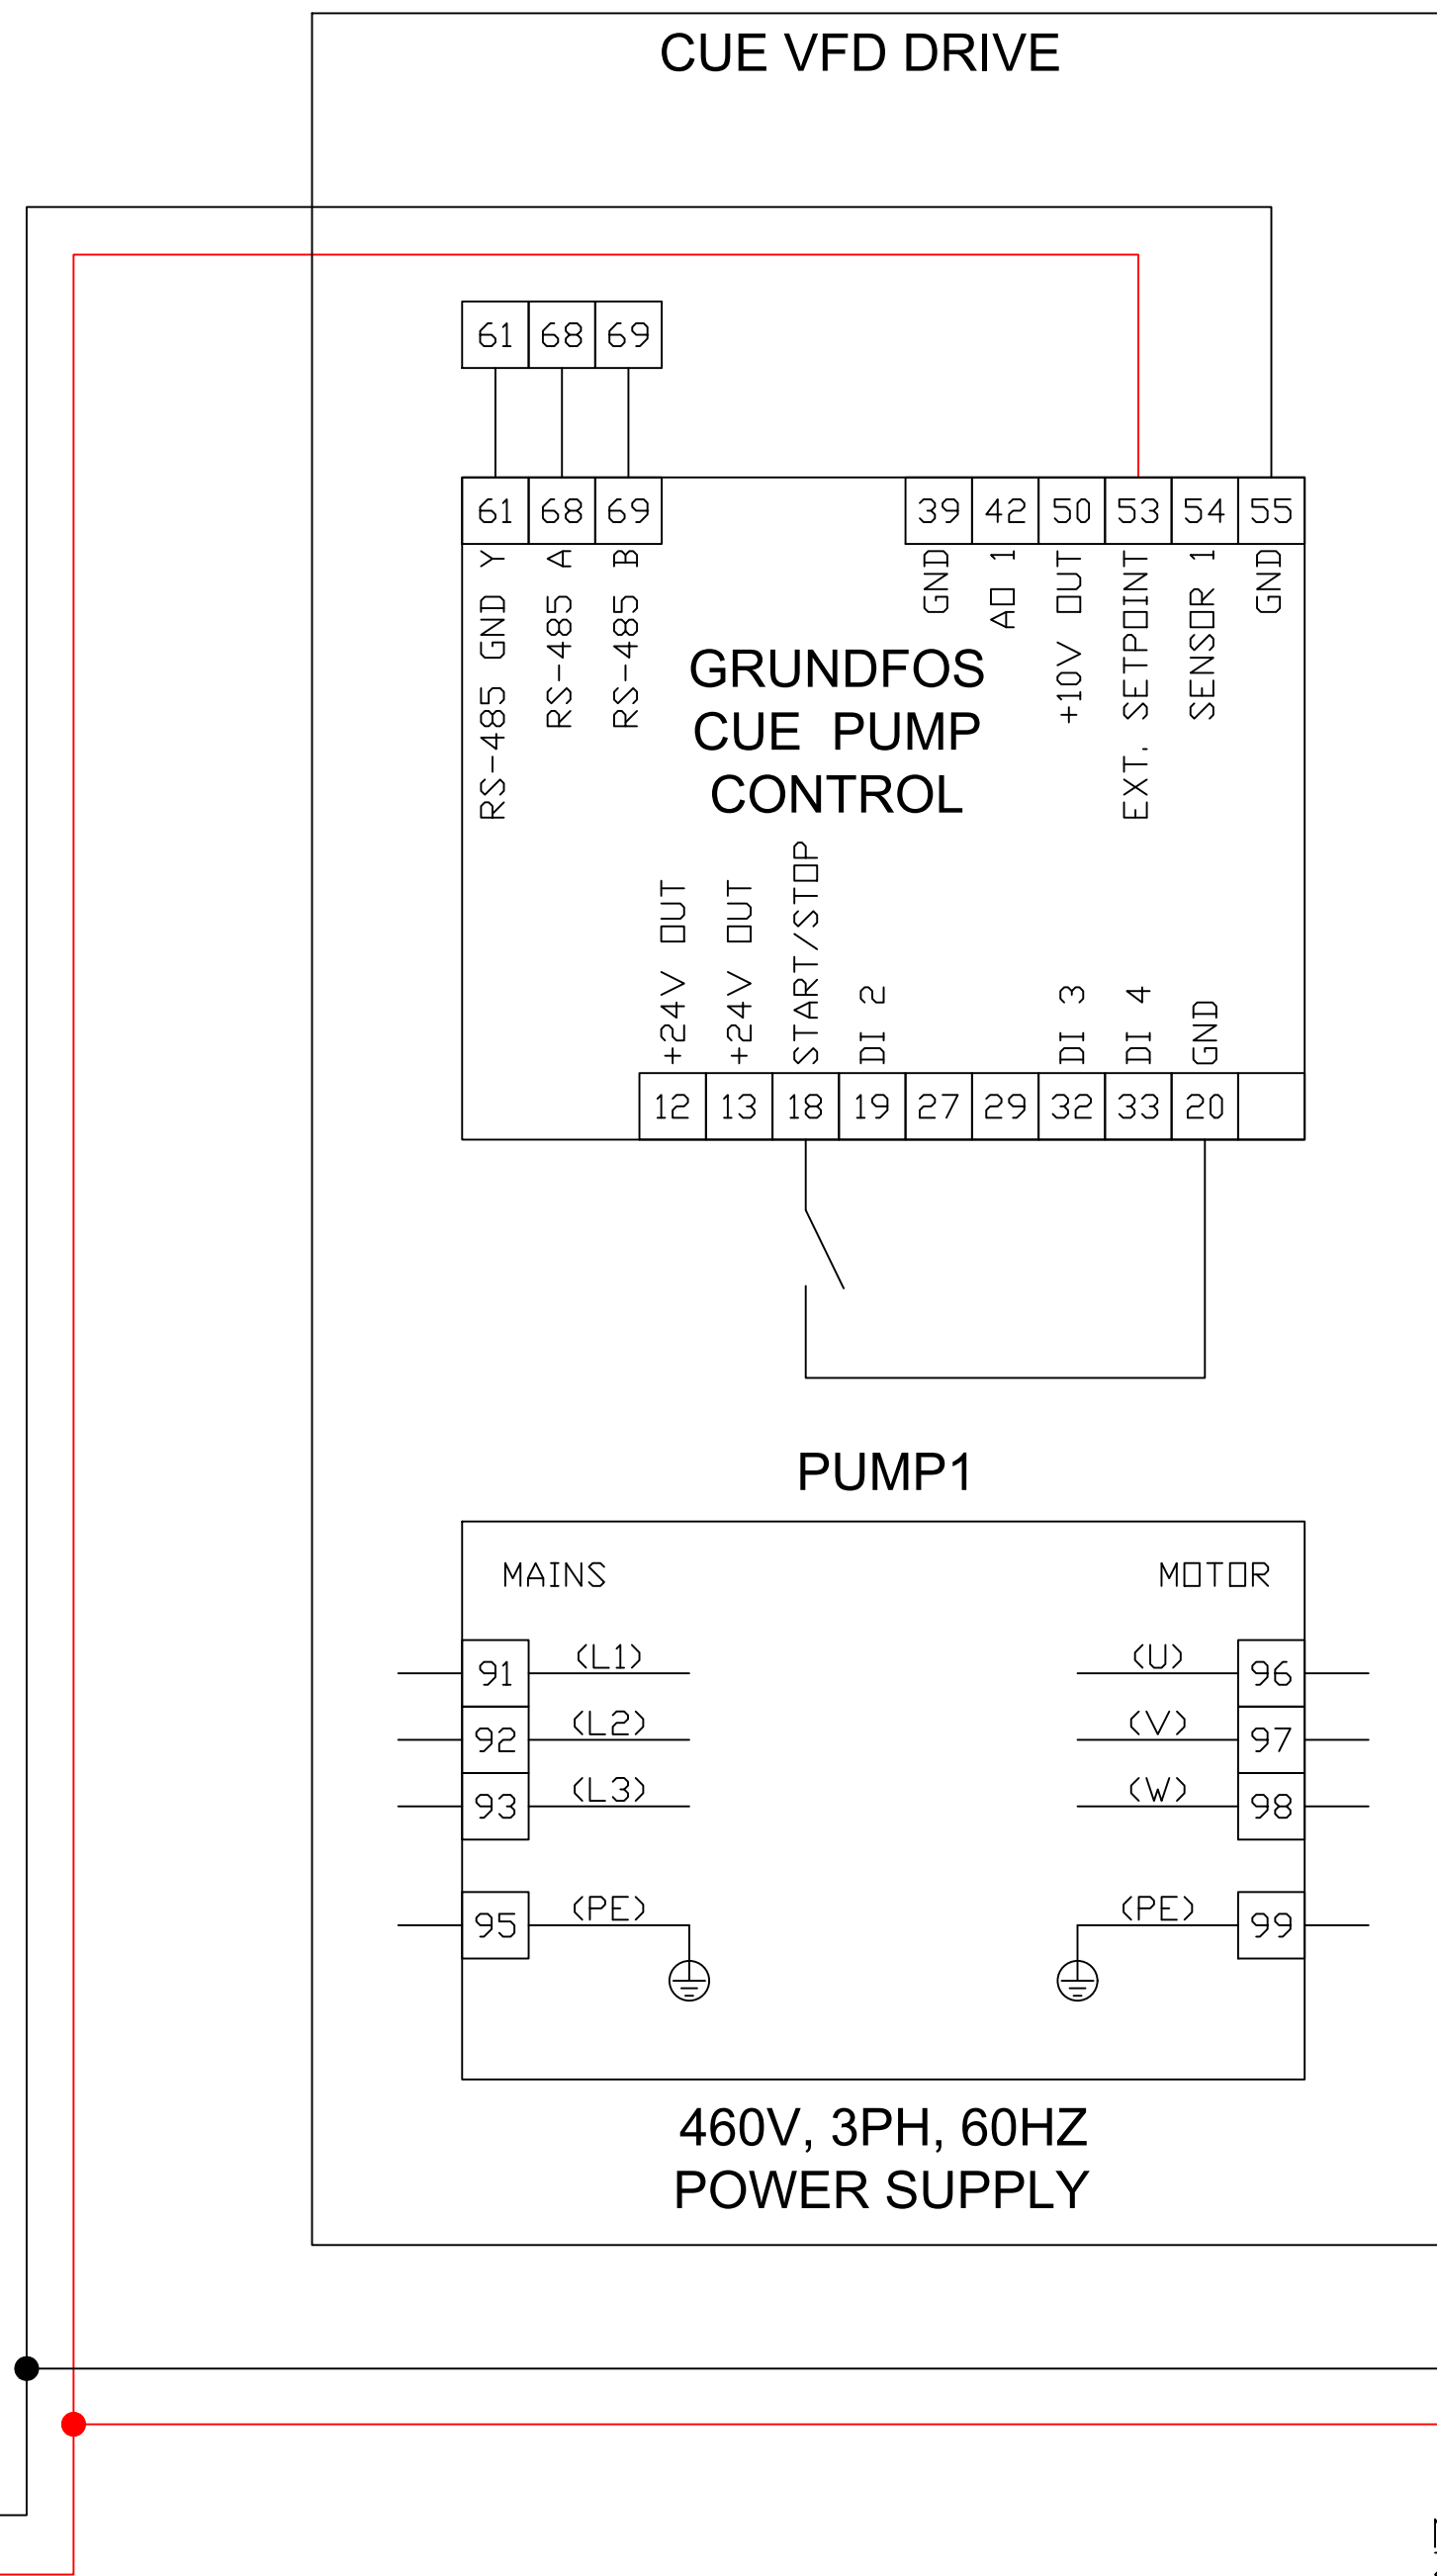 CUE VFD DRIVE
61 68 69
61 68 69 39 42 50 53 54 55
RS-485 GND Y
RS-485 A
RS-485 B
GND
AO 1
+10V OUT
EXT. SETPOINT
SENSOR 1
GND
GRUNDFOS
CUE PUMP
CONTROL
+24V OUT
+24V OUT
START/STOP
DI 2
DI 3
DI 4
GND
12 13 18 19 27 29 32 33 20
PUMP1
MAINS MOTOR
91 (L1) (U) 96
92 (L2) (V) 97
93 (L3) (W) 98
95 (PE) (PE) 99
460V, 3PH, 60HZ
POWER SUPPLY